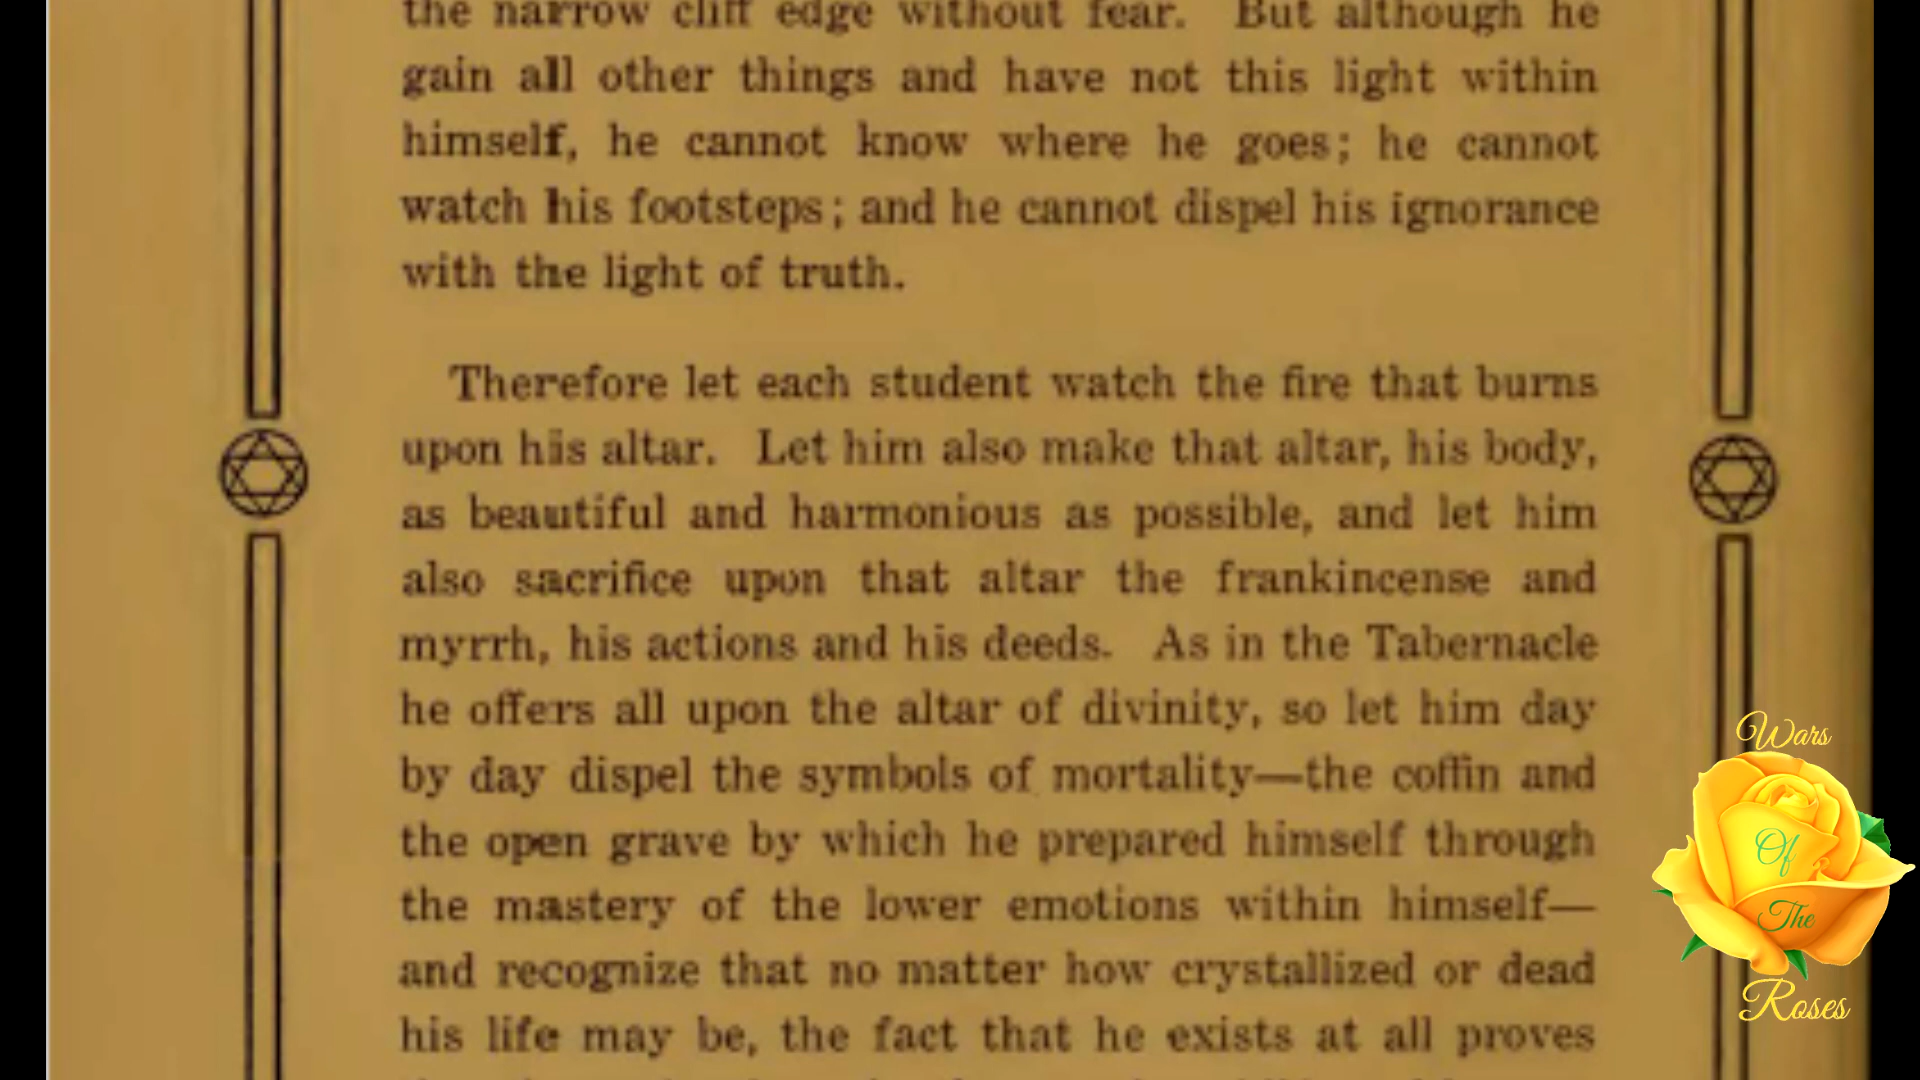 the narrow cliff edge without fear. But although he
gain all other things and have not this light within
himself, he cannot know where he goes; he cannot
watch his footsteps; and he cannot dispel his ignorance
with the light of truth.
Therefore let each student watch the fire that burns
upon his altar. Let him also make that altar, his body,
as beautiful and harmonious as possible, and let him
also sacrifice upon that altar the frankincense and
myrrh, his actions and his deeds. As in the Tabernacle
he offers all upon the altar of divinity, so let him day
by day dispel the symbols of mortality—the coffin and
the open grave by which he prepared himself through
the mastery of the lower emotions within himself—
and recognize that no matter how crystallized or dead
his life may be, the fact that he exists at all proves
Wars
Of
The
Roses